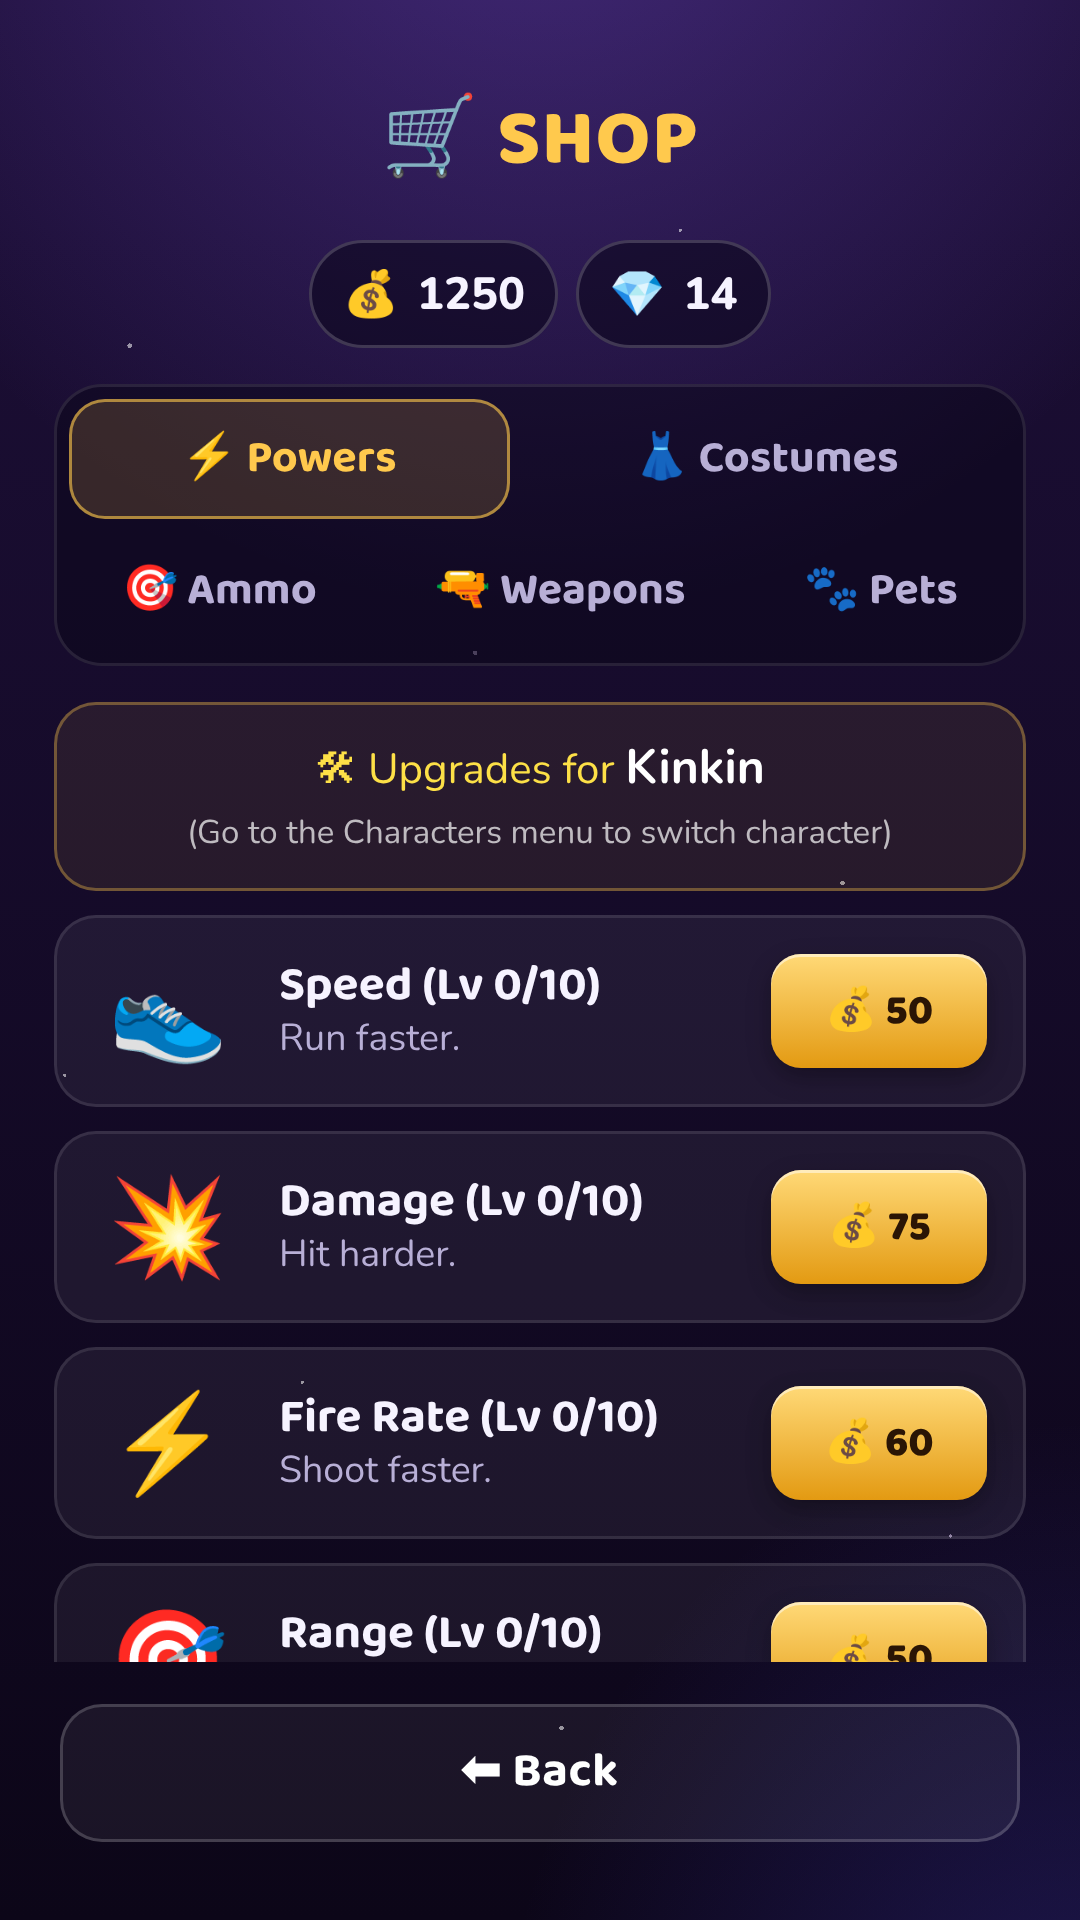 SHOP
1250 14
Powers Costumes
Ammo Weapons Pets
Upgrades for Kinkin
(Go to the Characters menu to switch character)
Speed (Lv 0/10)
Run faster.
50
Damage (Lv 0/10)
Hit harder.
75
Fire Rate (Lv 0/10)
Shoot faster.
60
Range (Lv 0/10)
50
Back